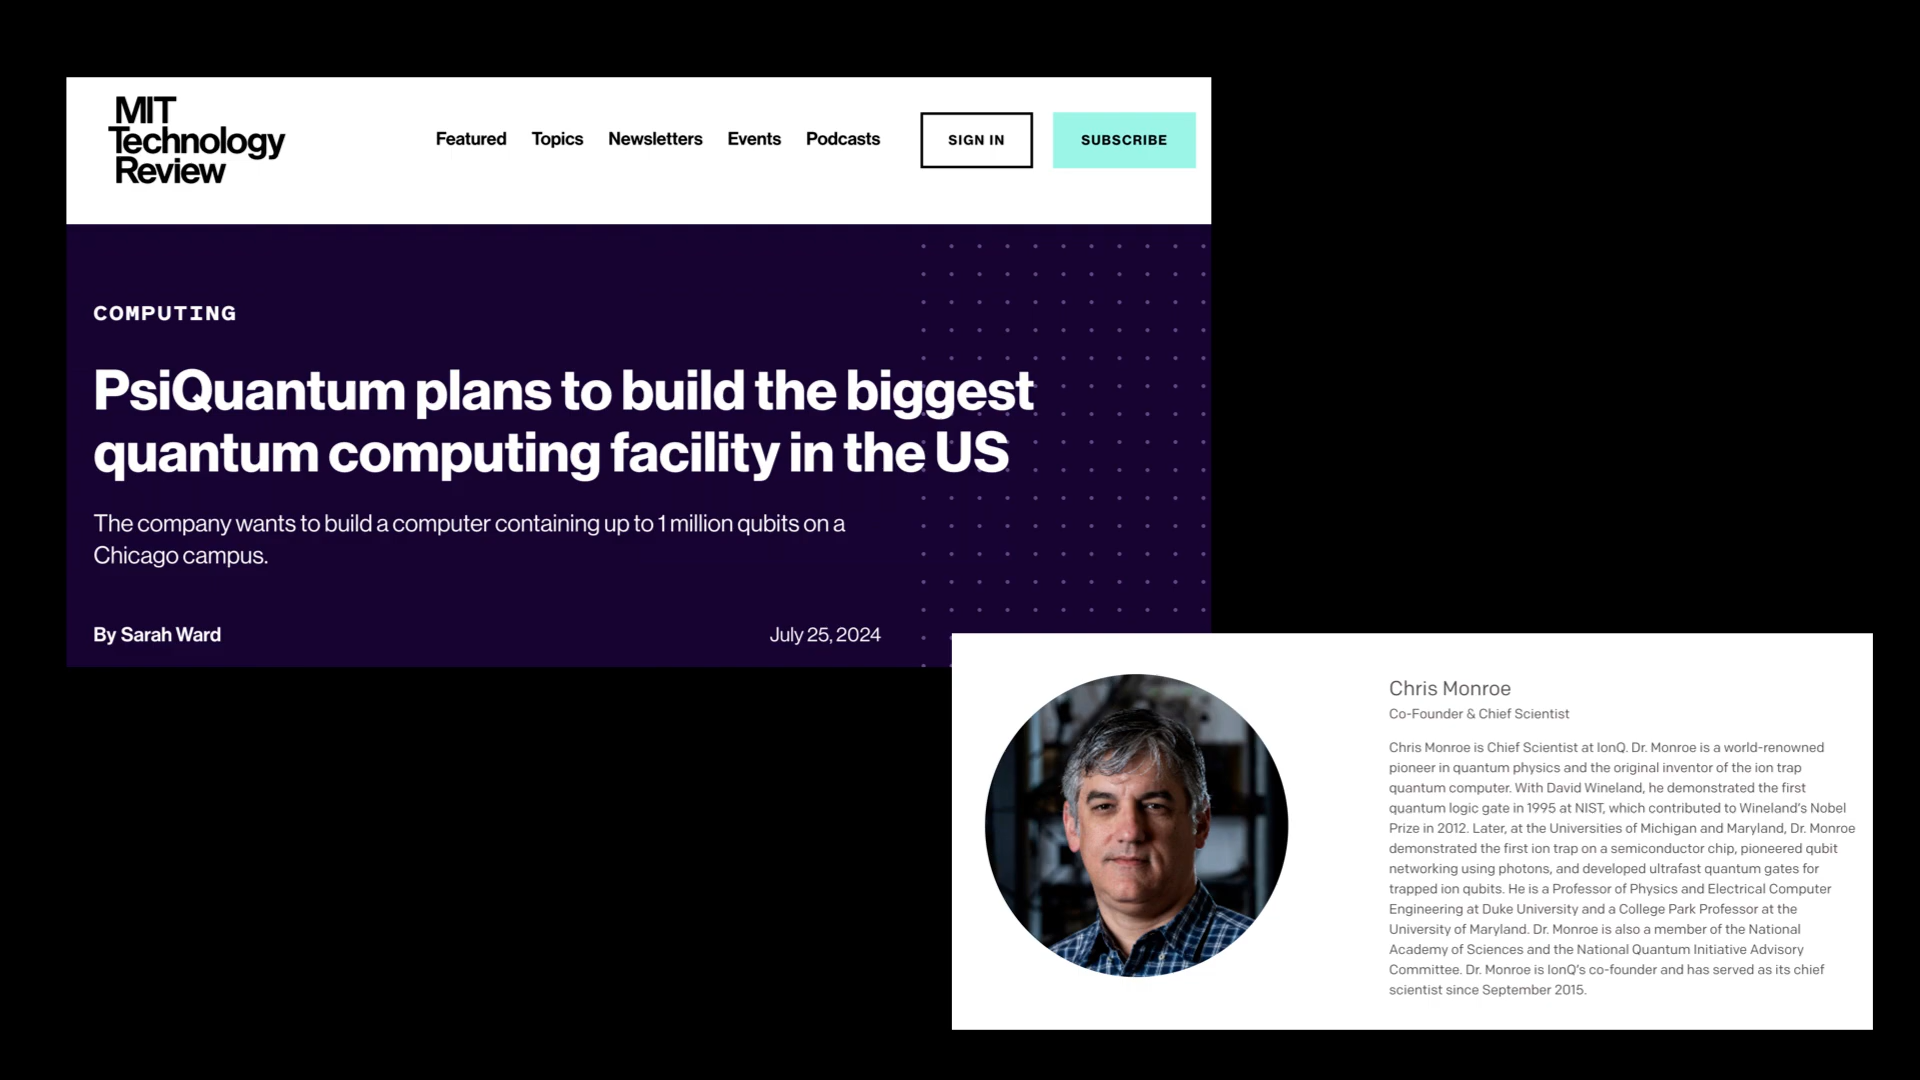 MIT
Technology
Review
Featured Topics Newsletters Events Podcasts SIGN IN SUBSCRIBE
COMPUTING
PsiQuantum plans to build the biggest
quantum computing facility in the US
The company wants to build a computer containing up to 1 million qubits on a
Chicago campus.
By Sarah Ward July 25, 2024
Chris Monroe
Co-Founder & Chief Scientist
Chris Monroe is Chief Scientist at IonQ. Dr. Monroe is a world-renowned
pioneer in quantum physics and the original inventor of the ion trap
quantum computer. With David Wineland, he demonstrated the first
quantum logic gate in 1995 at NIST, which contributed to Wineland's Nobel
Prize in 2012. Later, at the Universities of Michigan and Maryland, Dr. Monroe
demonstrated the first ion trap on a semiconductor chip, pioneered qubit
networking using photons, and developed ultrafast quantum gates for
trapped ion qubits. He is a Professor of Physics and Electrical Computer
Engineering at Duke University and a College Park Professor at the
University of Maryland. Dr. Monroe is also a member of the National
Academy of Sciences and the National Quantum Initiative Advisory
Committee. Dr. Monroe is IonQ's co-founder and has served as its chief
scientist since September 2015.